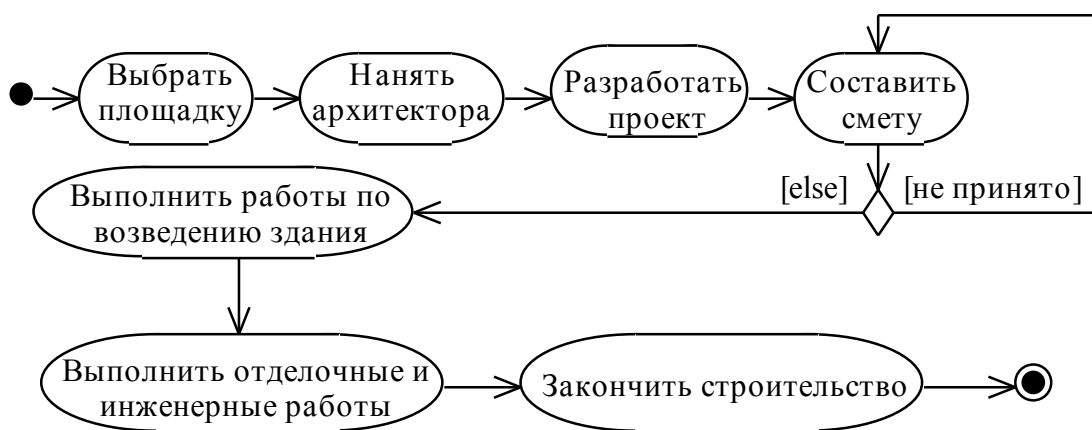 Выбрать
площадку
Нанять
архитектора
Разработать
проект
Составить
смету
[else]
[не принято]
Выполнить работы по
возведению здания
Выполнить отделочные и
инженерные работы
Закончить строительство